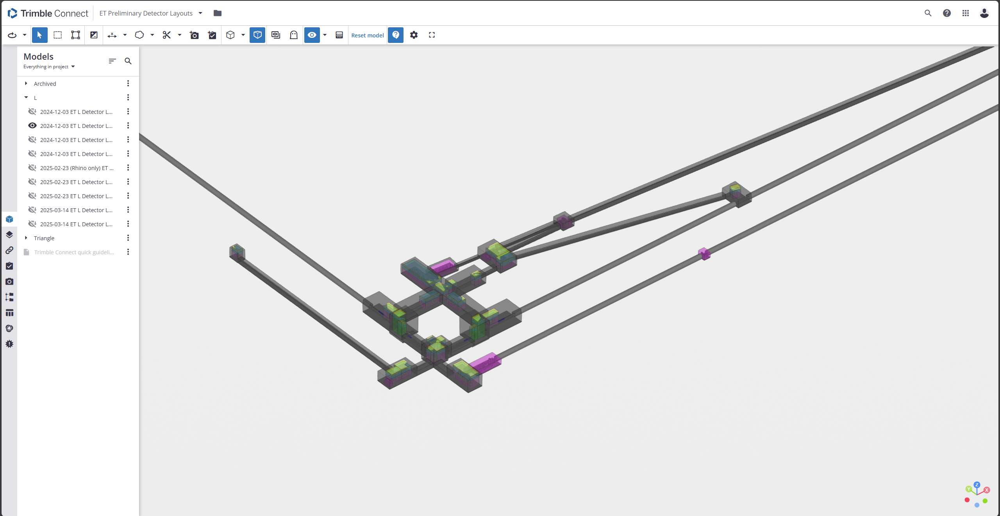 Trimble Connect
ET Preliminary Detector Layouts
Reset model
Models
Everything in project
Archived
L
2024-12-03 ET L Detector L...
2024-12-03 ET L Detector L...
2024-12-03 ET L Detector L...
2024-12-03 ET L Detector L...
2025-02-23 (Rhino only) ET ...
2025-02-23 ET L Detector L...
2025-02-23 ET L Detector L...
2025-03-14 ET L Detector L...
2025-03-14 ET L Detector L...
Triangle
Trimble Connect quick guideli...
Z
Y
X